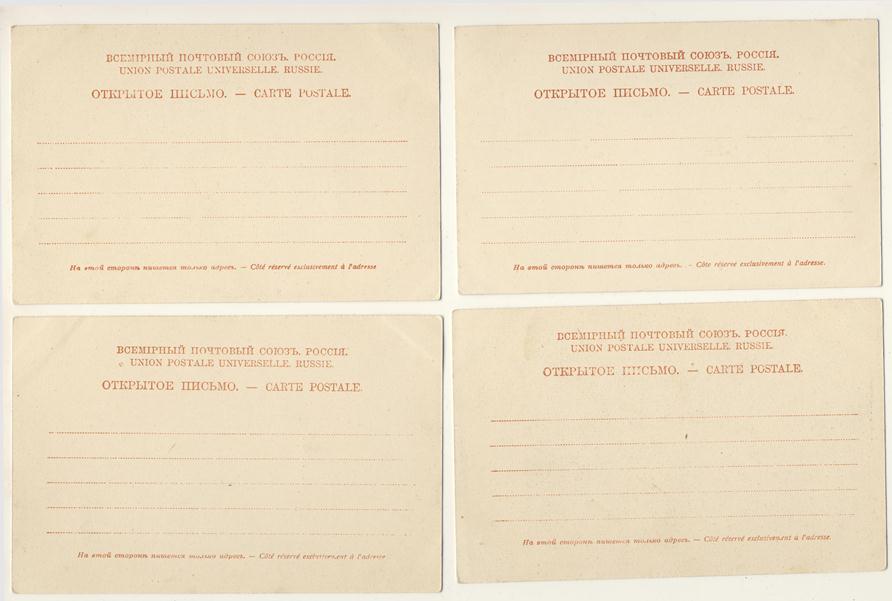 ВСЕМІРНЫЙ ПОЧТОВЫЙ СОЮЗЪ. РОССІЯ.
UNION POSTALE UNIVERSELLE. RUSSIE.
ОТКРЫТОЕ ПИСЬМО. — CARTE POSTALE.
На этой сторонѣ пишется только адресъ. — Côté réservé exclusivement à l'adresse
ВСЕМІРНЫЙ ПОЧТОВЫЙ СОЮЗЪ. РОССІЯ.
UNION POSTALE UNIVERSELLE. RUSSIE.
ОТКРЫТОЕ ПИСЬМО. — CARTE POSTALE.
На этой сторонѣ пишется только адресъ. — Côte réservé exclusivement à l'adresse.
ВСЕМІРНЫЙ ПОЧТОВЫЙ СОЮЗЪ. РОССІЯ.
UNION POSTALE UNIVERSELLE. RUSSIE.
ОТКРЫТОЕ ПИСЬМО. — CARTE POSTALE.
На этой сторонѣ пишется только адресъ. — Côté réservé exclusivement à l'adresse
ВСЕМІРНЫЙ ПОЧТОВЫЙ СОЮЗЪ. РОССІЯ.
UNION POSTALE UNIVERSELLE. RUSSIE.
ОТКРЫТОЕ ПИСЬМО. — CARTE POSTALE.
На этой сторонѣ пишется только адресъ. — Côté réservé exclusivement à l'adresse.